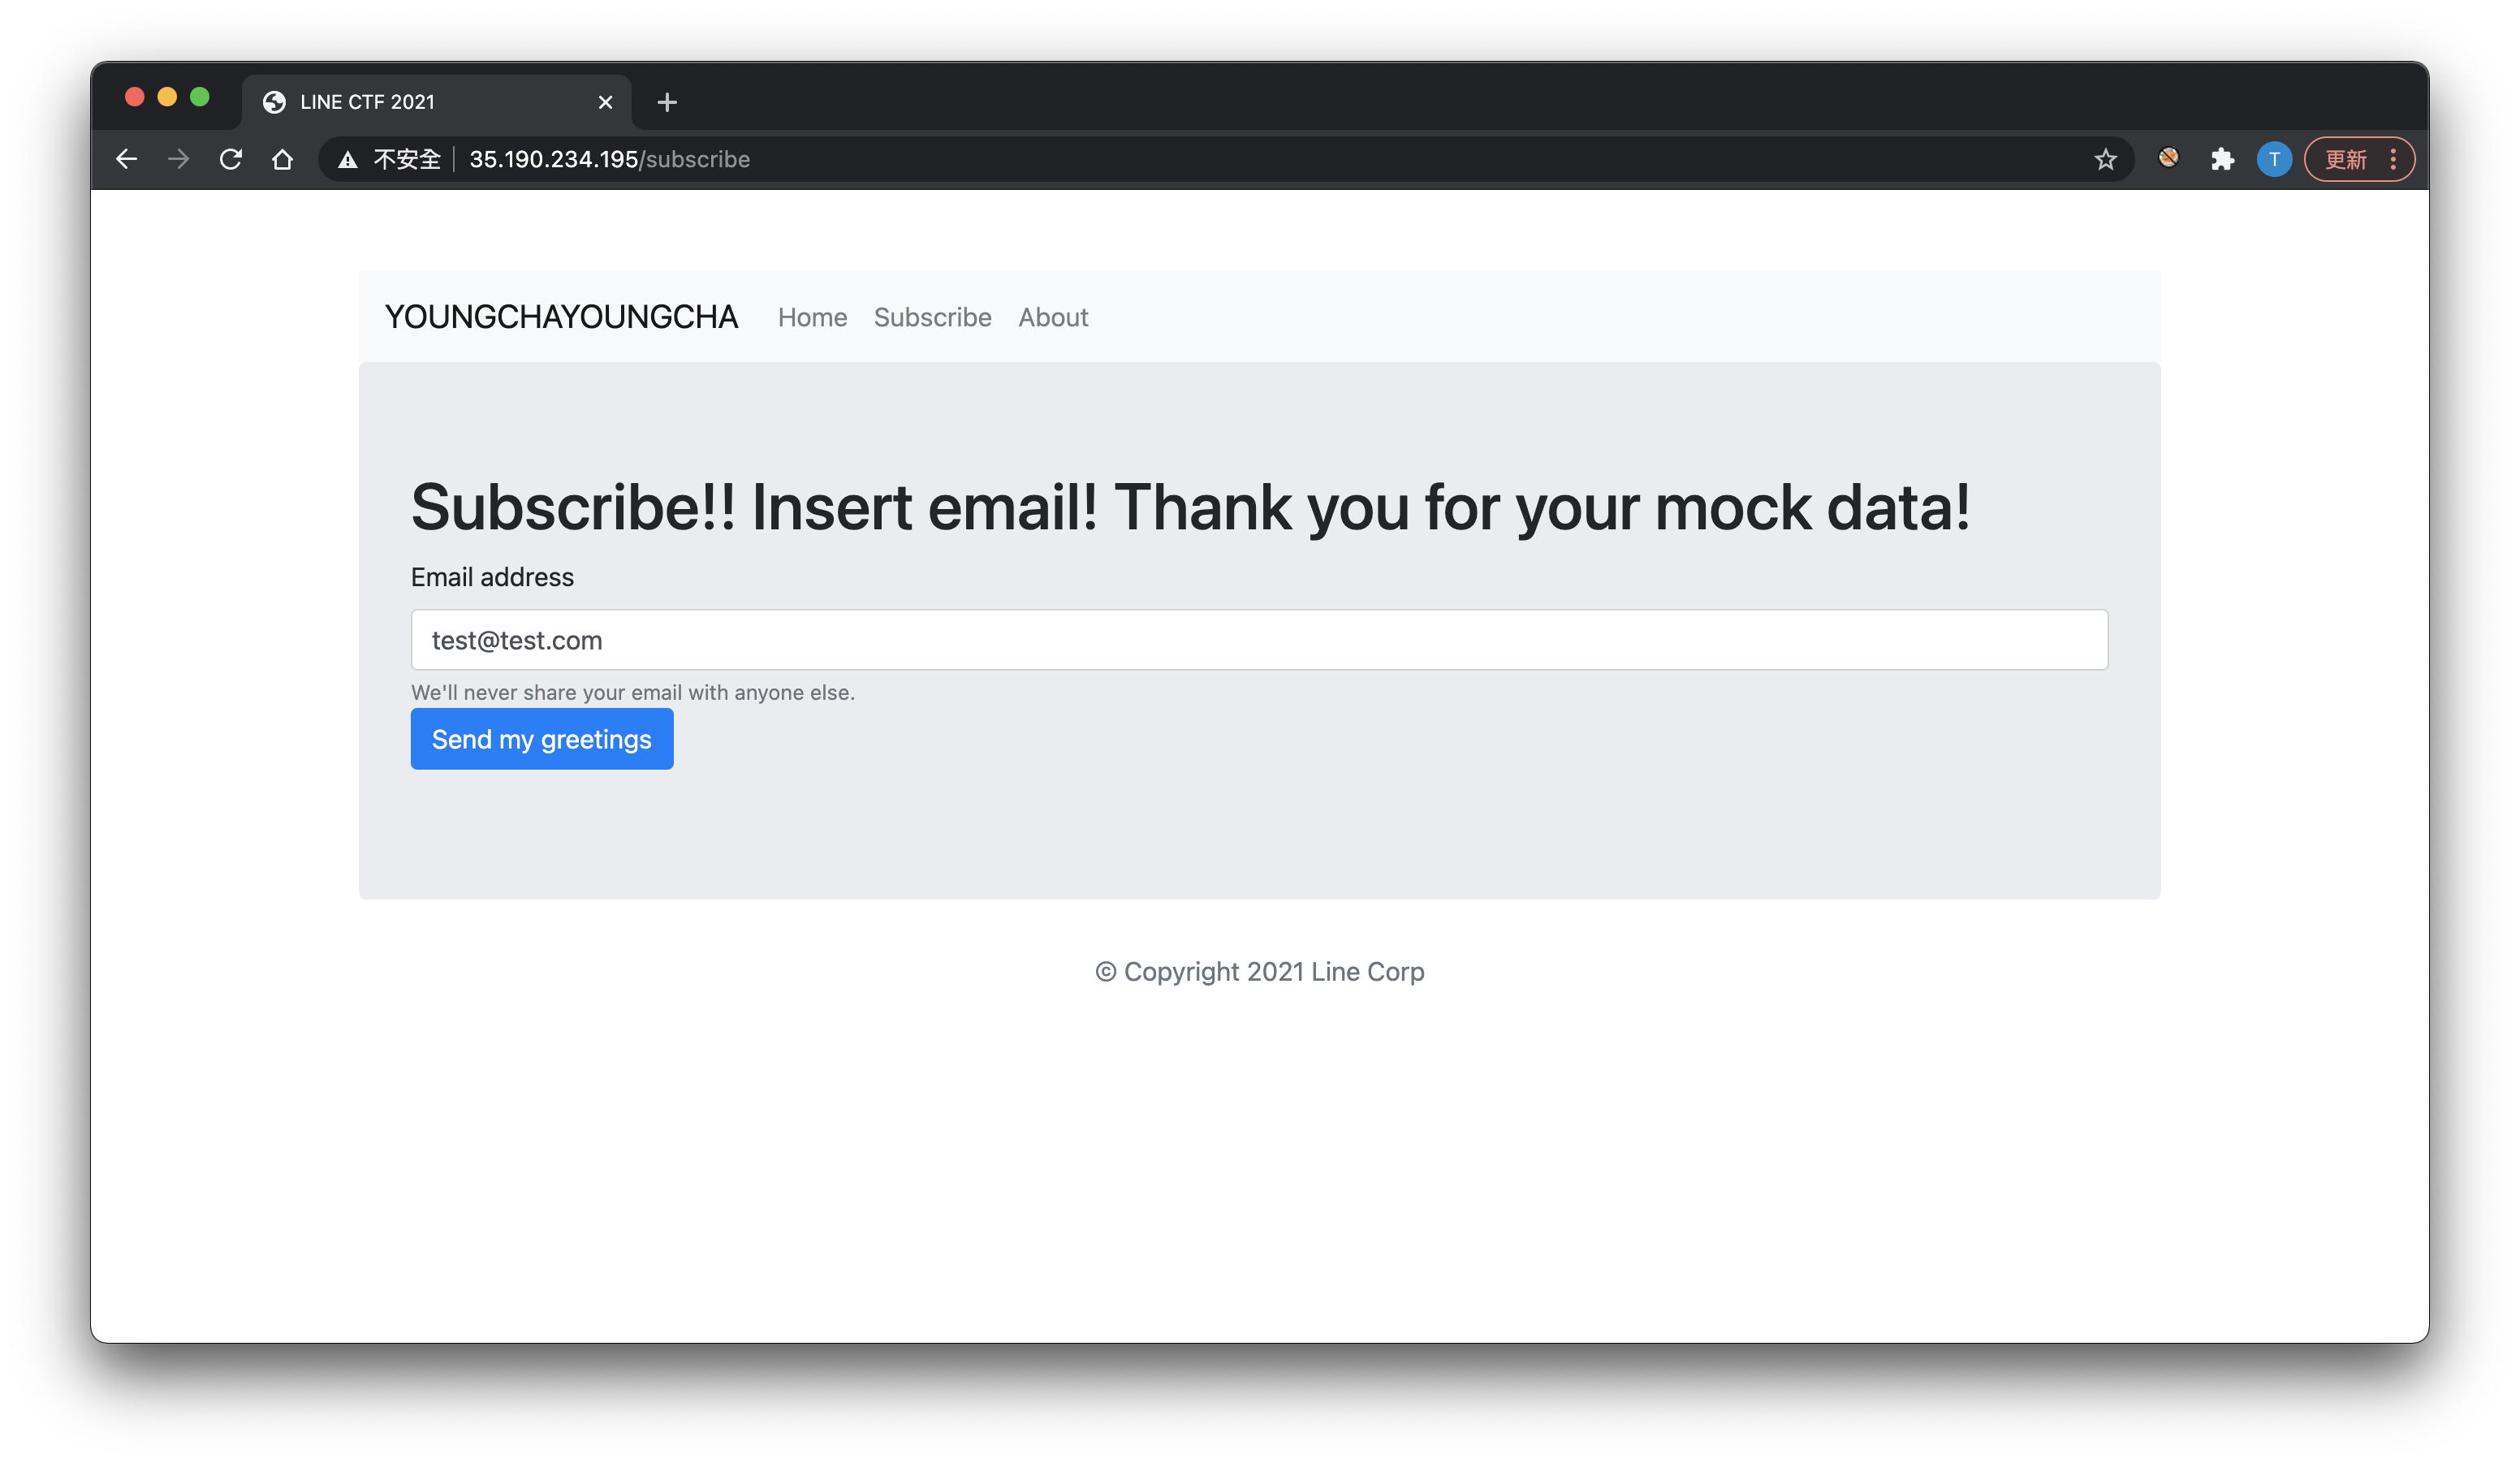 LINE CTF 2021
不安全 35.190.234.195/subscribe T 更新
YOUNGCHAYOUNGCHA Home Subscribe About
Subscribe!! Insert email! Thank you for your mock data!
Email address
test@test.com
We'll never share your email with anyone else.
Send my greetings
© Copyright 2021 Line Corp